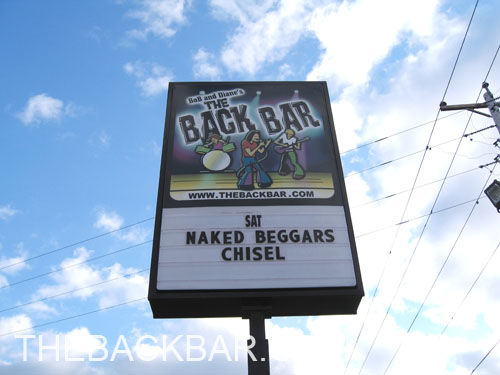 BoB and Diane's
THE
BACK BAR
WWW.THEBACKBAR.COM
SAT
NAKED BEGGARS
CHISEL
THEBACKBAR.